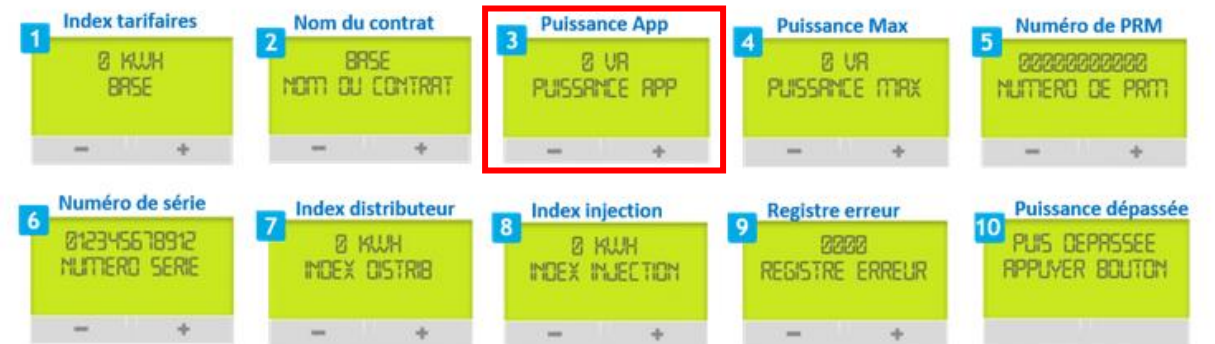 Index tarifaires
1
0 KWH
BASE
- +
Nom du contrat
2
BASE
NOM DU CONTRAT
- +
Puissance App
3
0 VA
PUISSANCE APP
- +
Puissance Max
4
0 VA
PUISSANCE MAX
- +
Numéro de PRM
5
00000000000
NUMERO DE PRM
- +
Numéro de série
6
012345678912
NUMERO SERIE
- +
Index distributeur
7
0 KWH
INDEX DISTRIB
- +
Index injection
8
0 KWH
INDEX INJECTION
- +
Registre erreur
9
0000
REGISTRE ERREUR
- +
Puissance dépassée
10
PUIS DEPASSEE
APPUYER BOUTON